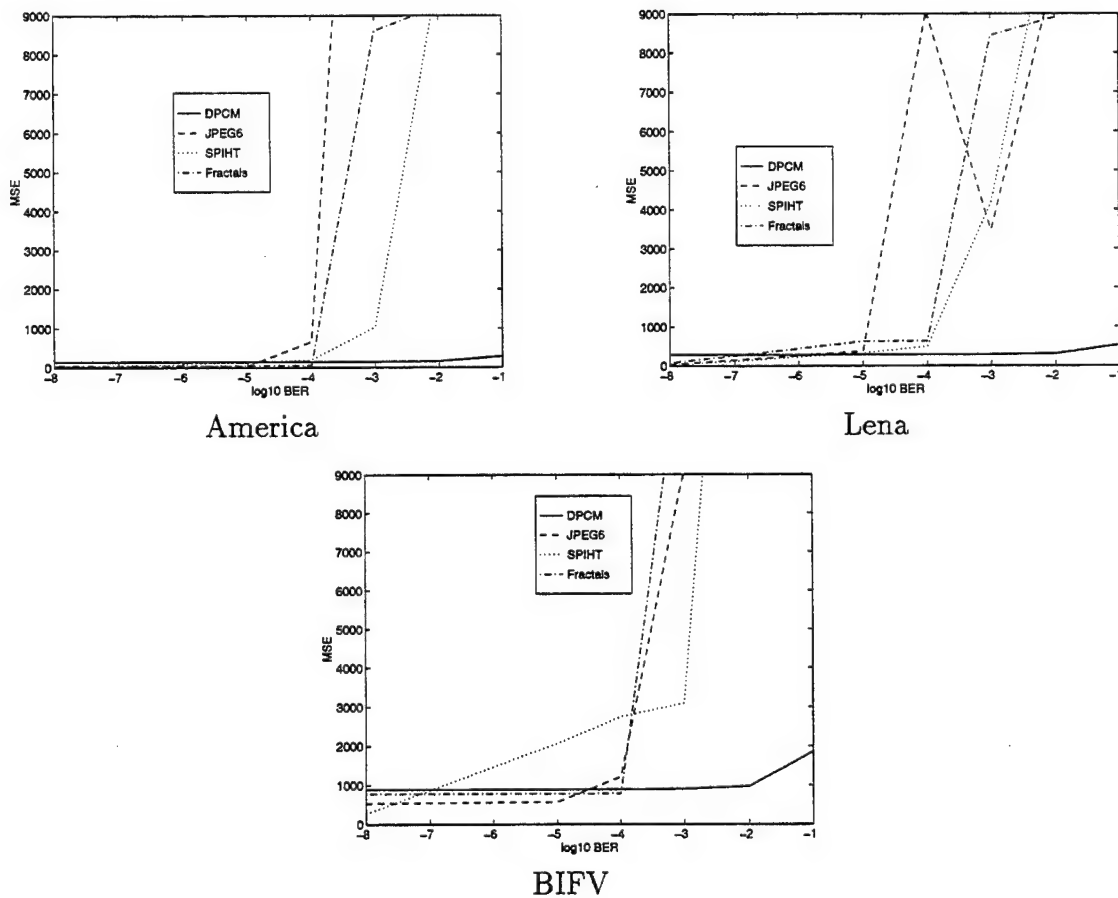 9000
8000
7000
6000
5000
4000
3000
2000
1000
0
MSE
DPCM
JPEG6
SPIHT
Fractals
-8 -7 -6 -5 -4 -3 -2 -1
log10 BER
America
9000
8000
7000
6000
5000
4000
3000
2000
1000
0
MSE
DPCM
JPEG6
SPIHT
Fractals
-8 -7 -6 -5 -4 -3 -2 -1
log10 BER
Lena
9000
8000
7000
6000
5000
4000
3000
2000
1000
0
MSE
DPCM
JPEG6
SPIHT
Fractals
-8 -7 -6 -5 -4 -3 -2 -1
log10 BER
BIFV